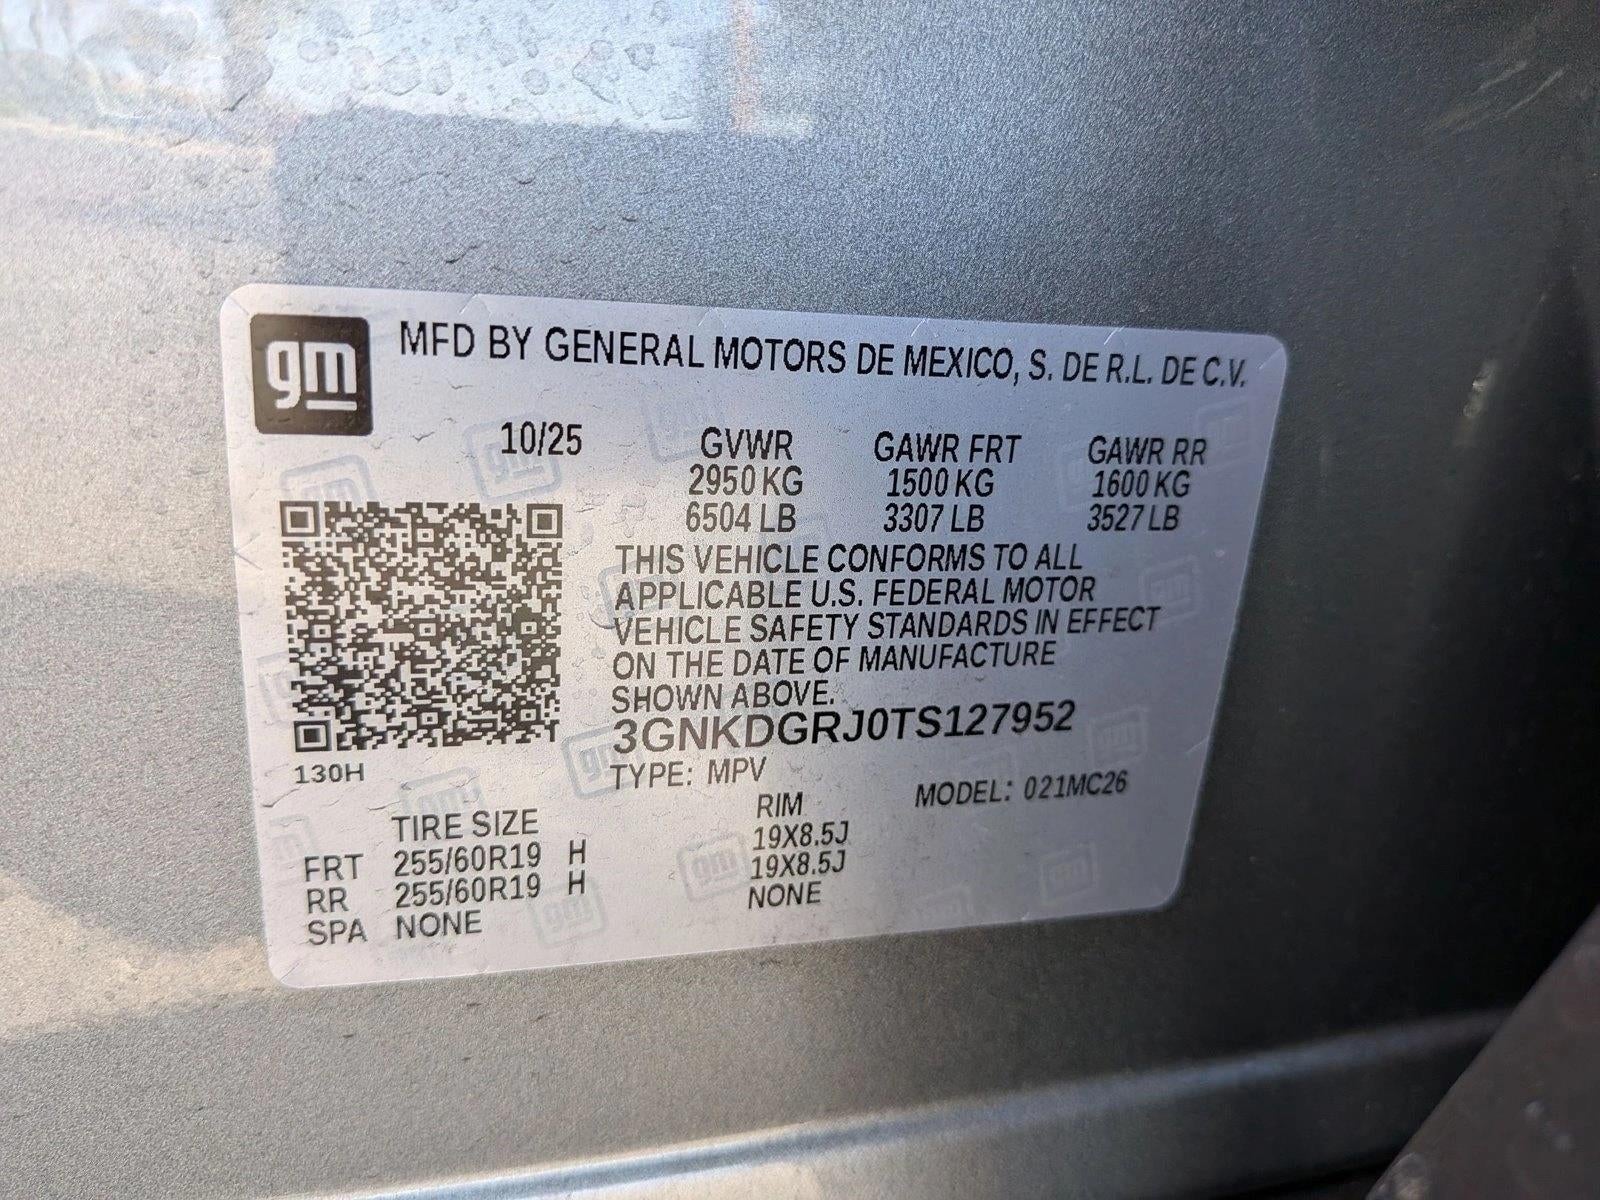 gm MFD BY GENERAL MOTORS DE MEXICO, S. DE R.L. DE C.V.
10/25 GVWR GAWR FRT GAWR RR
2950 KG 1500 KG 1600 KG
6504 LB 3307 LB 3527 LB
THIS VEHICLE CONFORMS TO ALL
APPLICABLE U.S. FEDERAL MOTOR
VEHICLE SAFETY STANDARDS IN EFFECT
ON THE DATE OF MANUFACTURE
SHOWN ABOVE.
3GNKDGRJ0TS127952
130H TYPE: MPV MODEL: 021MC26
TIRE SIZE RIM
FRT 255/60R19 H 19X8.5J
RR 255/60R19 H 19X8.5J
SPA NONE NONE